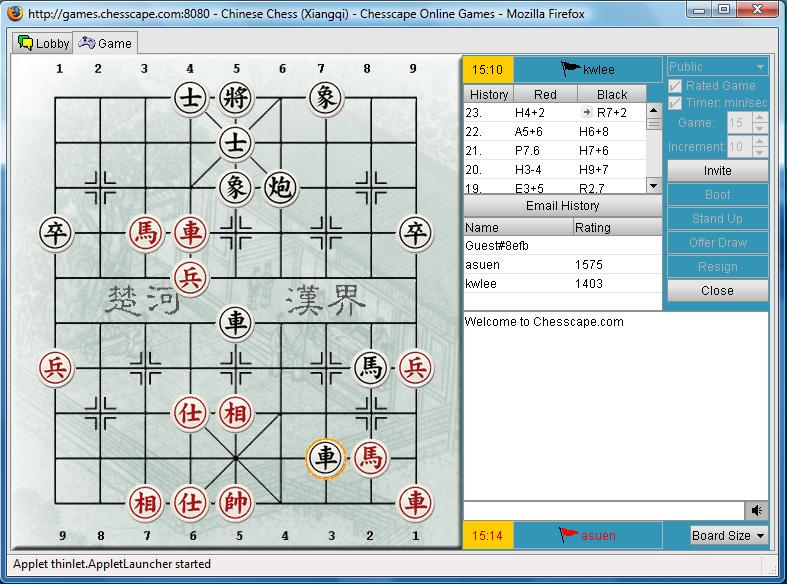 http://games.chesscape.com:8080 - Chinese Chess (Xiangqi) - Chesscape Online Games - Mozilla Firefox
Lobby Game
1 2 3 4 5 6 7 8 9
士 將 象
士
象 炮
卒 馬 車 卒
兵
楚河 漢界
車
兵 馬 兵
仕 相
車 馬
相 仕 帥 車
9 8 7 6 5 4 3 2 1
15:10 kwlee
History Red Black
23. H4+2 R7+2
22. A5+6 H6+8
21. P7.6 H7+6
20. H3-4 H9+7
19. E3+5 R2.7
Email History
Name Rating
Guest#8efb
asuen 1575
kwlee 1403
Public
Rated Game
Timer: min/sec
Game: 15
Increment: 10
Invite
Boot
Stand Up
Offer Draw
Resign
Close
Welcome to Chesscape.com
15:14 asuen
Board Size
Applet thinlet.AppletLauncher started